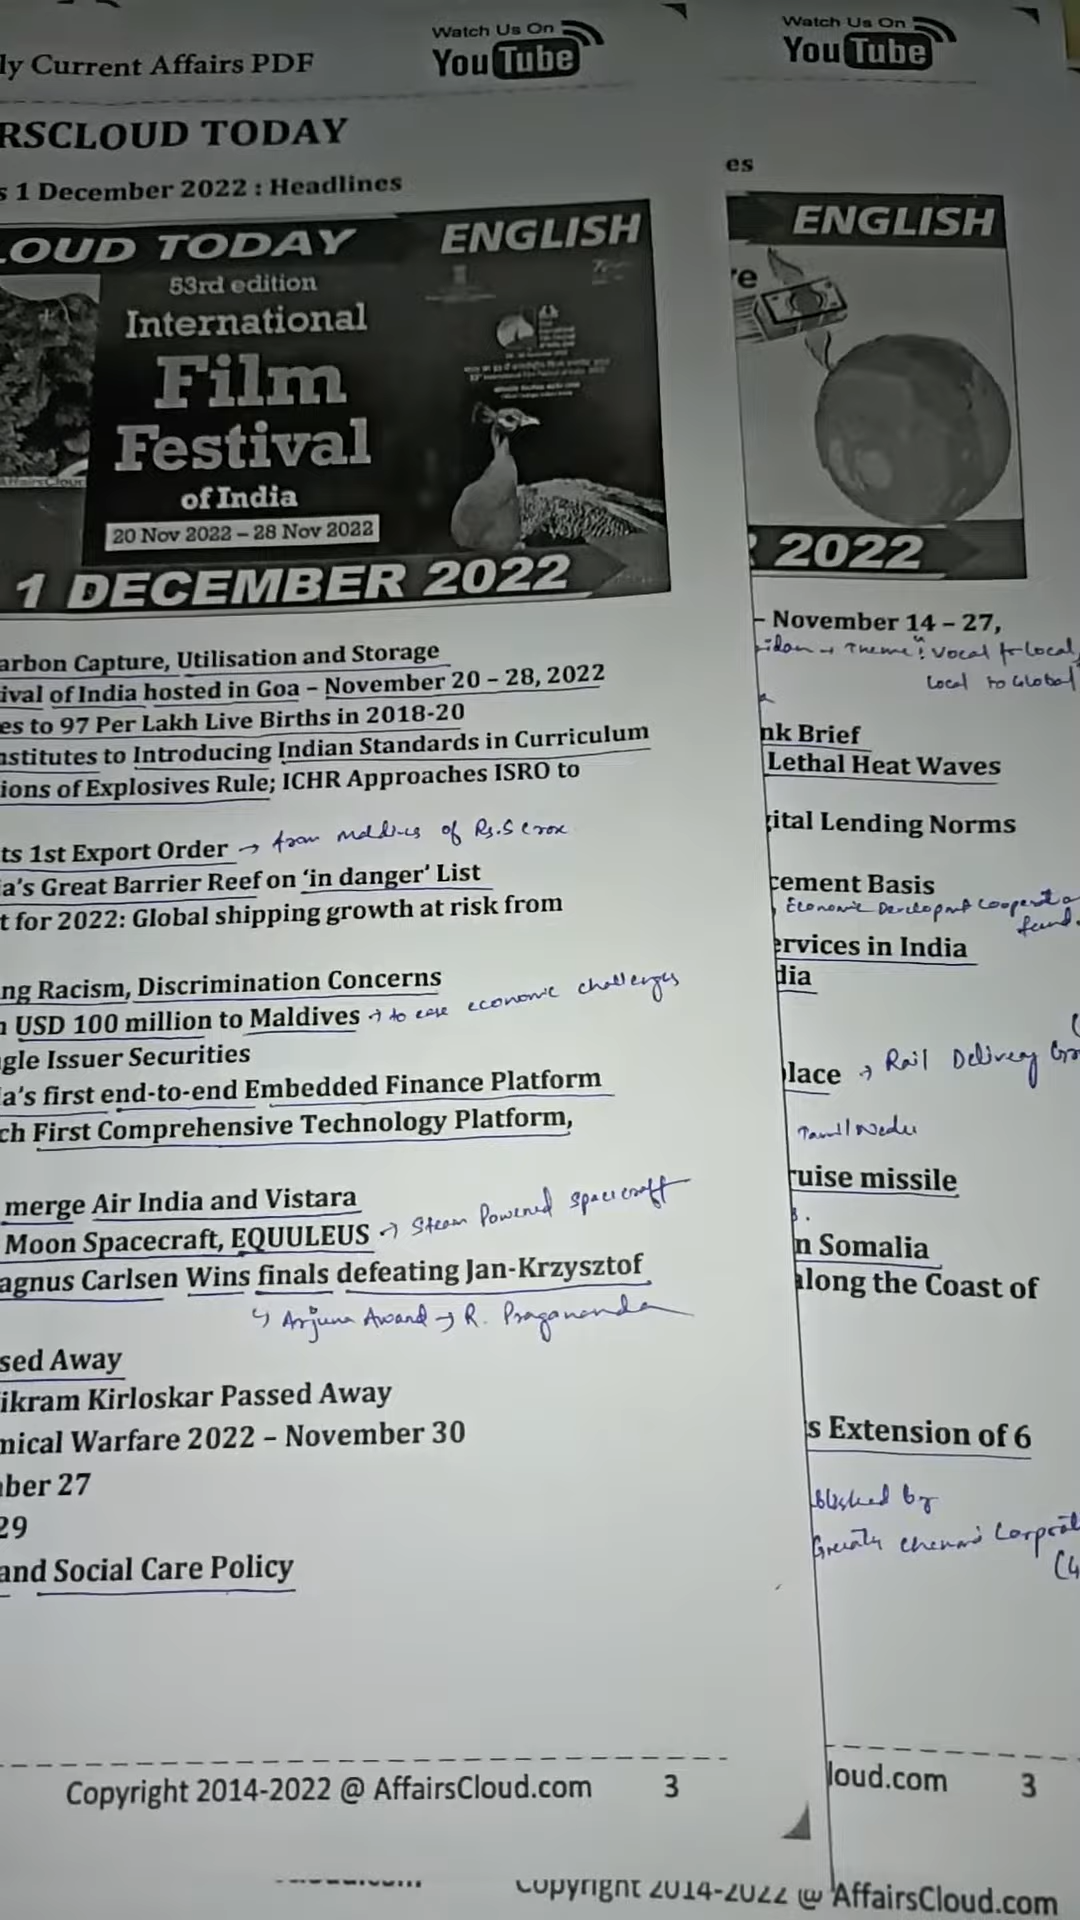 ly Current Affairs PDF
Watch Us On
YouTube
RSCLOUD TODAY
s 1 December 2022 : Headlines
LOUD TODAY
ENGLISH
53rd edition
International
Film
Festival
of India
20 Nov 2022 – 28 Nov 2022
AffairsCloud
1 DECEMBER 2022
arbon Capture, Utilisation and Storage
ival of India hosted in Goa – November 20 – 28, 2022
es to 97 Per Lakh Live Births in 2018-20
nstitutes to Introducing Indian Standards in Curriculum
ions of Explosives Rule; ICHR Approaches ISRO to
ts 1st Export Order → from Maldives of Rs.5 crox
ia's Great Barrier Reef on 'in danger' List
t for 2022: Global shipping growth at risk from
ng Racism, Discrimination Concerns
n USD 100 million to Maldives → to ease economic challenges
gle Issuer Securities
a's first end-to-end Embedded Finance Platform
ch First Comprehensive Technology Platform,
merge Air India and Vistara
Moon Spacecraft, EQUULEUS → Steam Powered spacecraft
agnus Carlsen Wins finals defeating Jan-Krzysztof
↳ Arjuna Award → R. Pragananda
sed Away
ikram Kirloskar Passed Away
mical Warfare 2022 – November 30
ber 27
29
and Social Care Policy
Copyright 2014-2022 @ AffairsCloud.com 3
Watch Us On
YouTube
es
ENGLISH
re
2022
– November 14 – 27,
→ Theme: "Vocal for Local,
Local to Global
nk Brief
Lethal Heat Waves
ital Lending Norms
cement Basis
Economic Development Cooperatio
fund.
ervices in India
dia
lace → Rail Delivery Gro
Tamil Nadu
ruise missile
n Somalia
along the Coast of
s Extension of 6
blished by
Greater Chennai Corporat
loud.com 3
Copyright 2014-2022 @ AffairsCloud.com